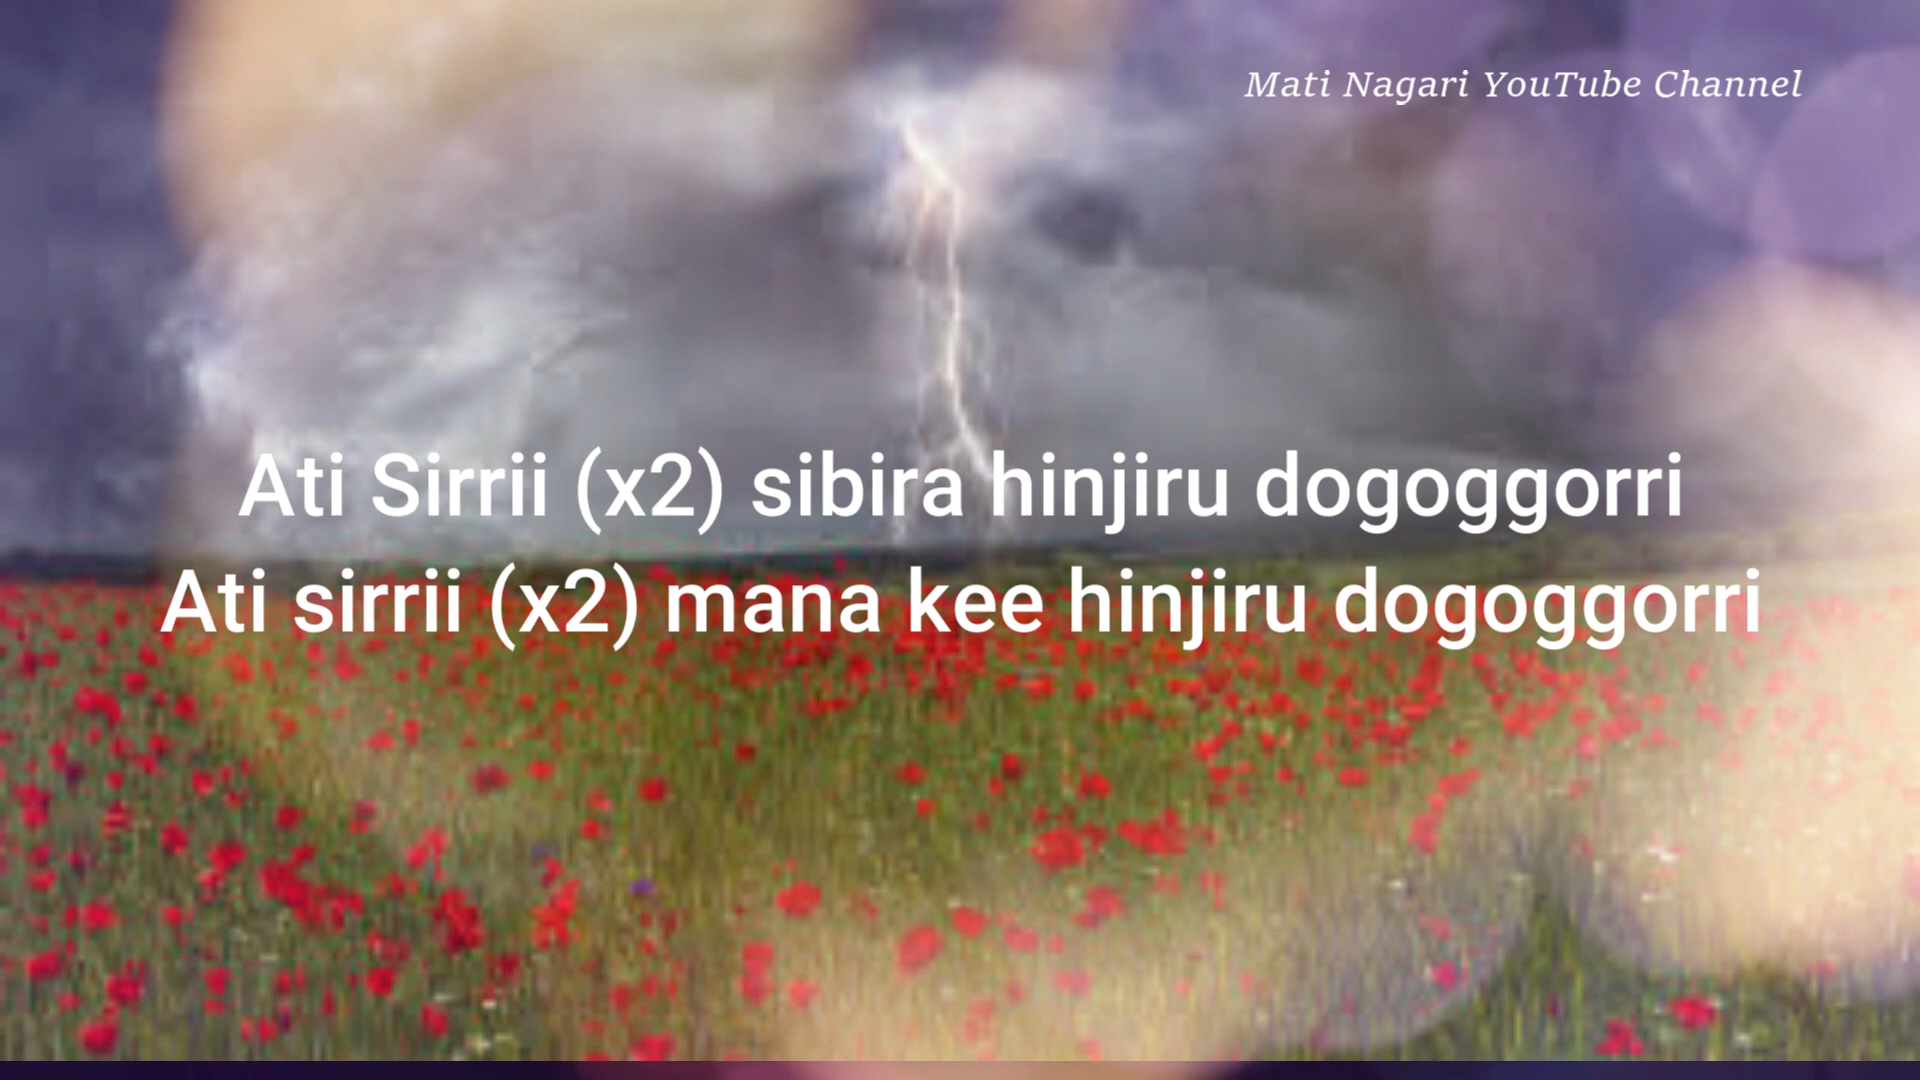 Mati Nagari YouTube Channel
Ati Sirrii (x2) sibira hinjiru dogoggorri
Ati sirrii (x2) mana kee hinjiru dogoggorri